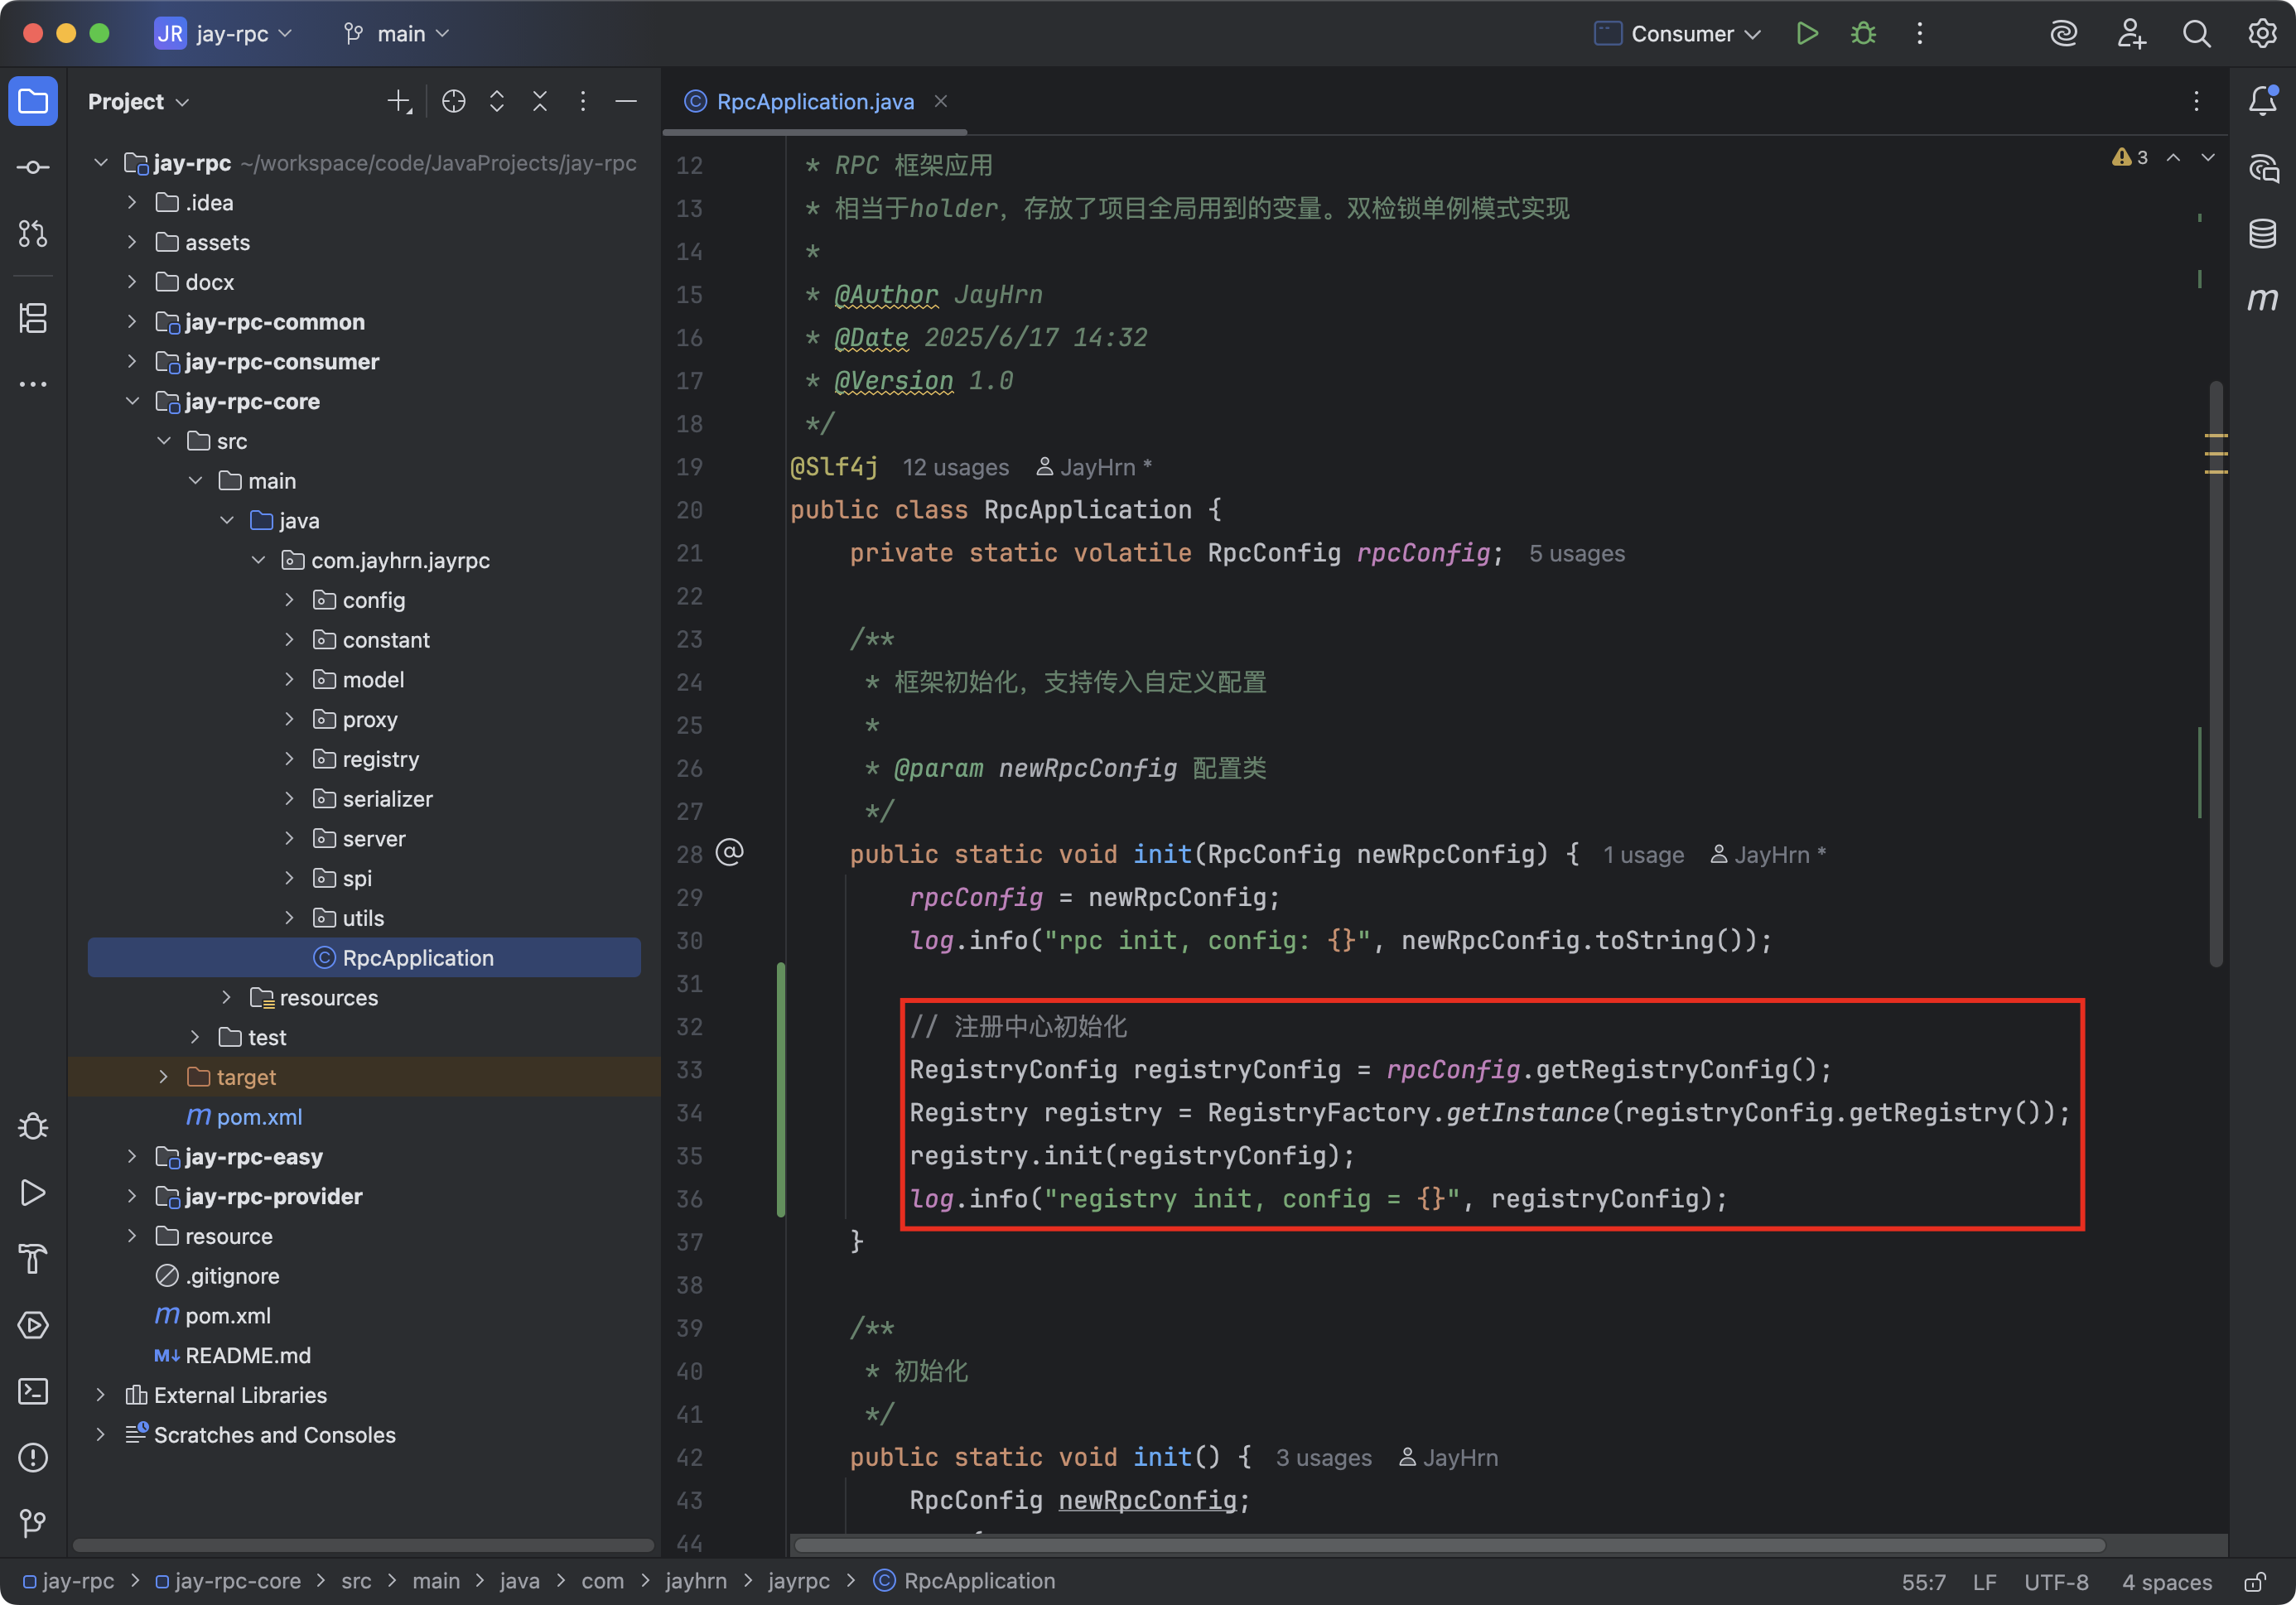 JR jay-rpc
main
Consumer
Project
RpcApplication.java
jay-rpc ~/workspace/code/JavaProjects/jay-rpc
.idea
assets
docx
jay-rpc-common
jay-rpc-consumer
jay-rpc-core
src
main
java
com.jayhrn.jayrpc
config
constant
model
proxy
registry
serializer
server
spi
utils
RpcApplication
resources
test
target
m pom.xml
jay-rpc-easy
jay-rpc-provider
resource
.gitignore
m pom.xml
M↓ README.md
External Libraries
Scratches and Consoles
3
12 * RPC 框架应用
13 * 相当于holder，存放了项目全局用到的变量。双检锁单例模式实现
14 *
15 * @Author JayHrn
16 * @Date 2025/6/17 14:32
17 * @Version 1.0
18 */
19 @Slf4j 12 usages JayHrn *
20 public class RpcApplication {
21 private static volatile RpcConfig rpcConfig; 5 usages
22
23 /**
24 * 框架初始化，支持传入自定义配置
25 *
26 * @param newRpcConfig 配置类
27 */
28 @ public static void init(RpcConfig newRpcConfig) { 1 usage JayHrn *
29 rpcConfig = newRpcConfig;
30 log.info("rpc init, config: {}", newRpcConfig.toString());
31
32 // 注册中心初始化
33 RegistryConfig registryConfig = rpcConfig.getRegistryConfig();
34 Registry registry = RegistryFactory.getInstance(registryConfig.getRegistry());
35 registry.init(registryConfig);
36 log.info("registry init, config = {}", registryConfig);
37 }
38
39 /**
40 * 初始化
41 */
42 public static void init() { 3 usages JayHrn
43 RpcConfig newRpcConfig;
44
m
jay-rpc > jay-rpc-core > src > main > java > com > jayhrn > jayrpc > RpcApplication
55:7 LF UTF-8 4 spaces